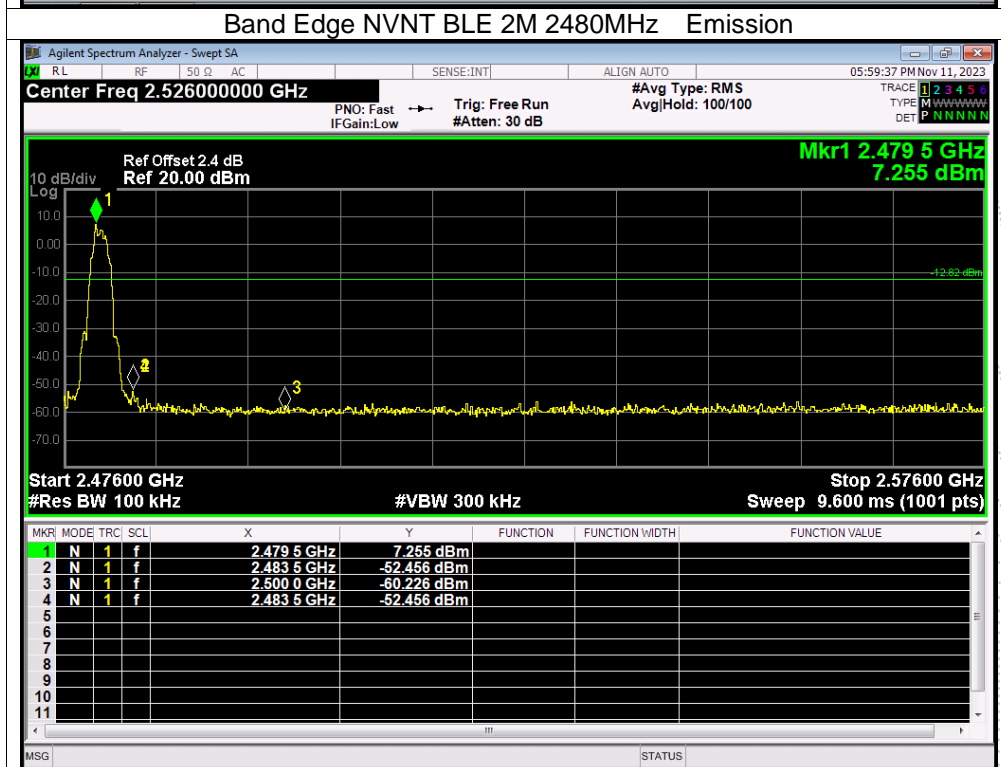 Band Edge NVNT BLE 2M 2480MHz Emission
Agilent Spectrum Analyzer - Swept SA
LXI RL RF 50 Ω AC SENSE:INT ALIGN AUTO 05:59:37 PM Nov 11, 2023
Center Freq 2.526000000 GHz #Avg Type: RMS TRACE 1 2 3 4 5 6
PNO: Fast Trig: Free Run Avg|Hold: 100/100 TYPE M WWWWW
IFGain:Low #Atten: 30 dB DET P N N N N N
Mkr1 2.479 5 GHz
7.255 dBm
Ref Offset 2.4 dB
10 dB/div Ref 20.00 dBm
Log
1
10.0
0.00
-10.0
-12.82 dBm
-20.0
-30.0
-40.0
2
4
-50.0
3
-60.0
-70.0
Start 2.47600 GHz Stop 2.57600 GHz
#Res BW 100 kHz #VBW 300 kHz Sweep 9.600 ms (1001 pts)
MKR MODE TRC SCL X Y FUNCTION FUNCTION WIDTH FUNCTION VALUE
1 N 1 f 2.479 5 GHz 7.255 dBm
2 N 1 f 2.483 5 GHz -52.456 dBm
3 N 1 f 2.500 0 GHz -60.226 dBm
4 N 1 f 2.483 5 GHz -52.456 dBm
5
6
7
8
9
10
11
MSG STATUS